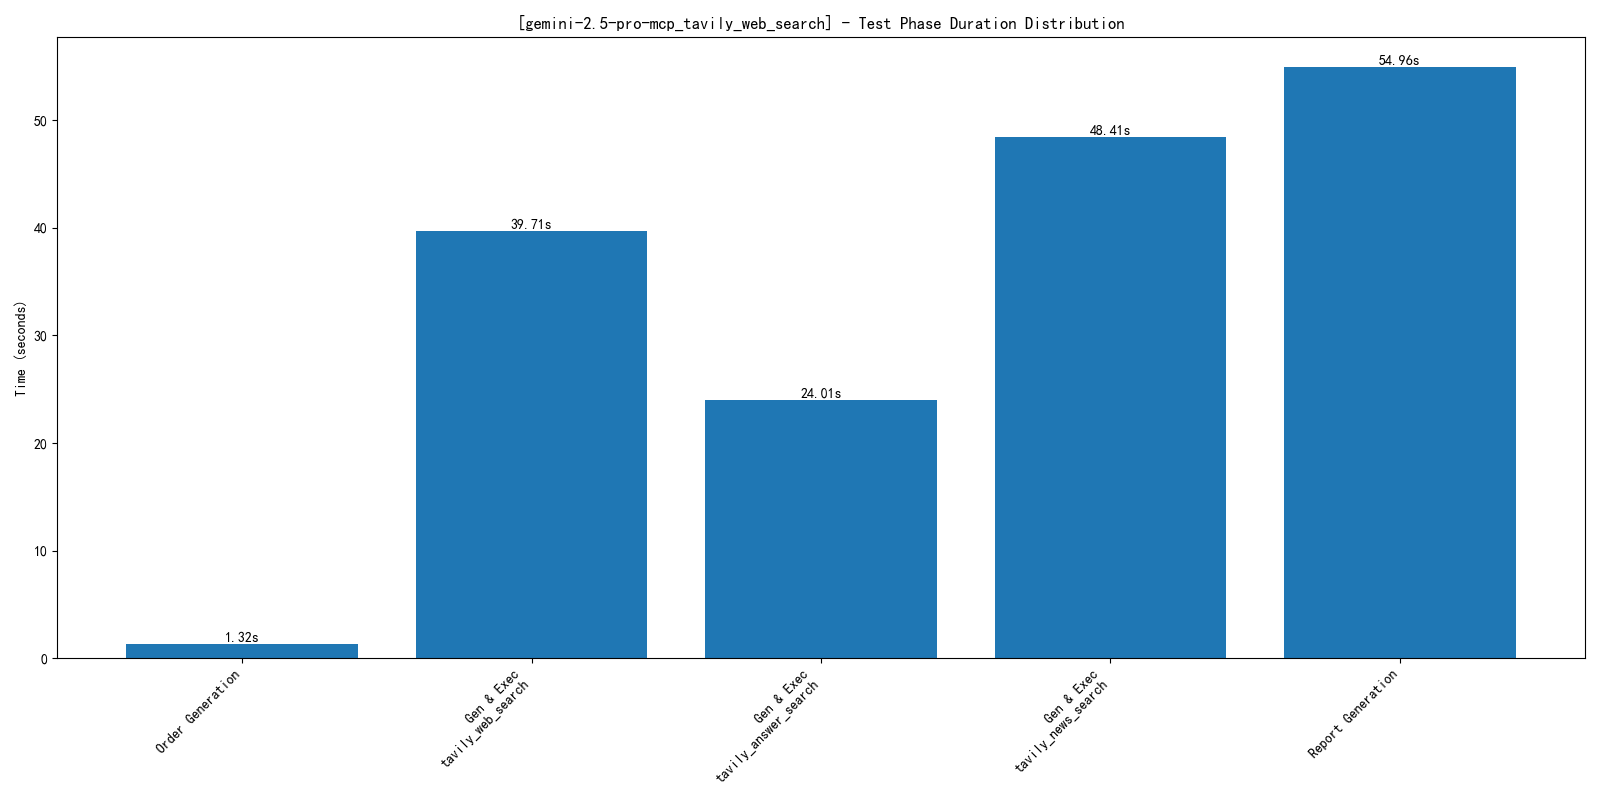 [gemini-2.5-pro-mcp_tavily_web_search] - Test Phase Duration Distribution
Time (seconds)
50
40
30
20
10
0
1.32s
39.71s
24.01s
48.41s
54.96s
Order Generation
Gen & Exec
tavily_web_search
Gen & Exec
tavily_answer_search
Gen & Exec
tavily_news_search
Report Generation